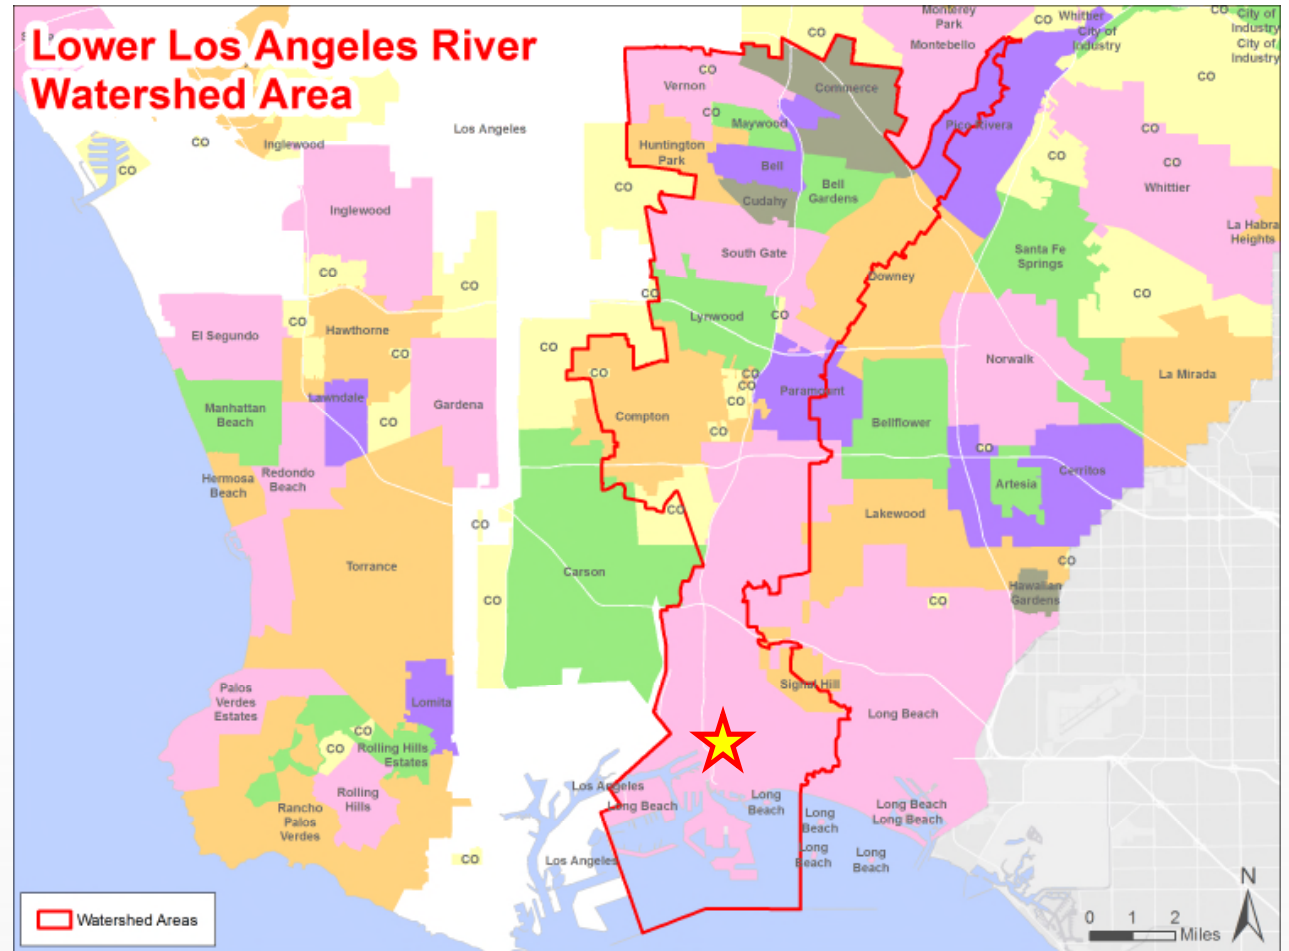 Lower Los Angeles River
Watershed Area
Monterey
Park
Montebello
CO
Whittier
City of
Industry
CO
City of
Industry
City of
Industry
CO
CO
Vernon
CO
Commerce
CO
Maywood
Los Angeles
CO
Inglewood
CO
Huntington
Park
Bell
Pico Rivera
CO
CO
CO
Whittier
CO
Cudahy
Bell
Gardens
Inglewood
La Habra
Heights
South Gate
Santa Fe
Springs
CO
CO
Downey
CO
CO
CO
Lynwood
CO
El Segundo
Hawthorne
CO
CO
Norwalk
La Mirada
CO
CO
CO
CO
Lawndale
Gardena
Paramount
Manhattan
Beach
CO
Compton
CO
Bellflower
CO
Cerritos
Hermosa
Beach
Redondo
Beach
Artesia
CO
CO
Lakewood
Torrance
Carson
CO
CO
CO
Hawaiian
Gardens
Signal Hill
Palos
Verdes
Estates
Lomita
Long Beach
CO
CO
Rolling Hills
Estates
Rolling
Hills
Rancho
Palos
Verdes
Los Angeles
Long Beach
Long
Beach
Long
Beach
Long Beach
Long Beach
CO
Los Angeles
Long
Beach
Long
Beach
Watershed Areas
N
0 1 2
Miles